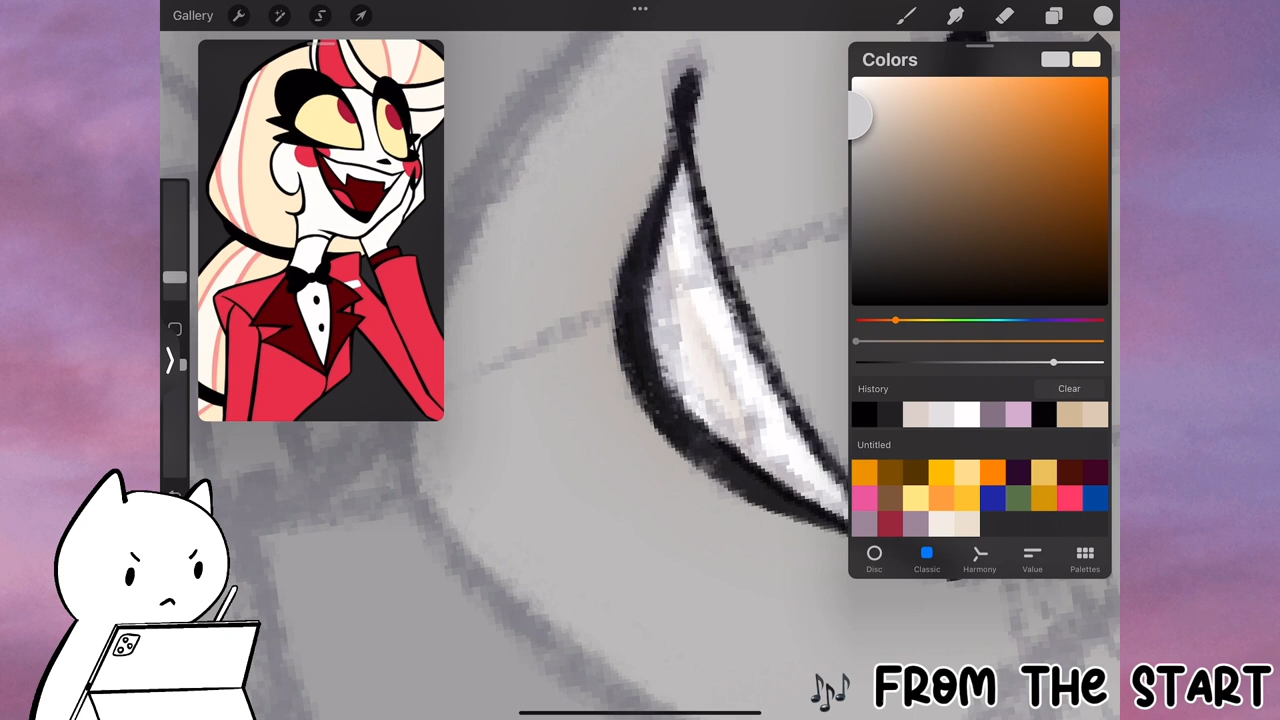 Gallery
Colors
History
Clear
Untitled
Disc
Classic
Harmony
Value
Palettes
FROM THE START